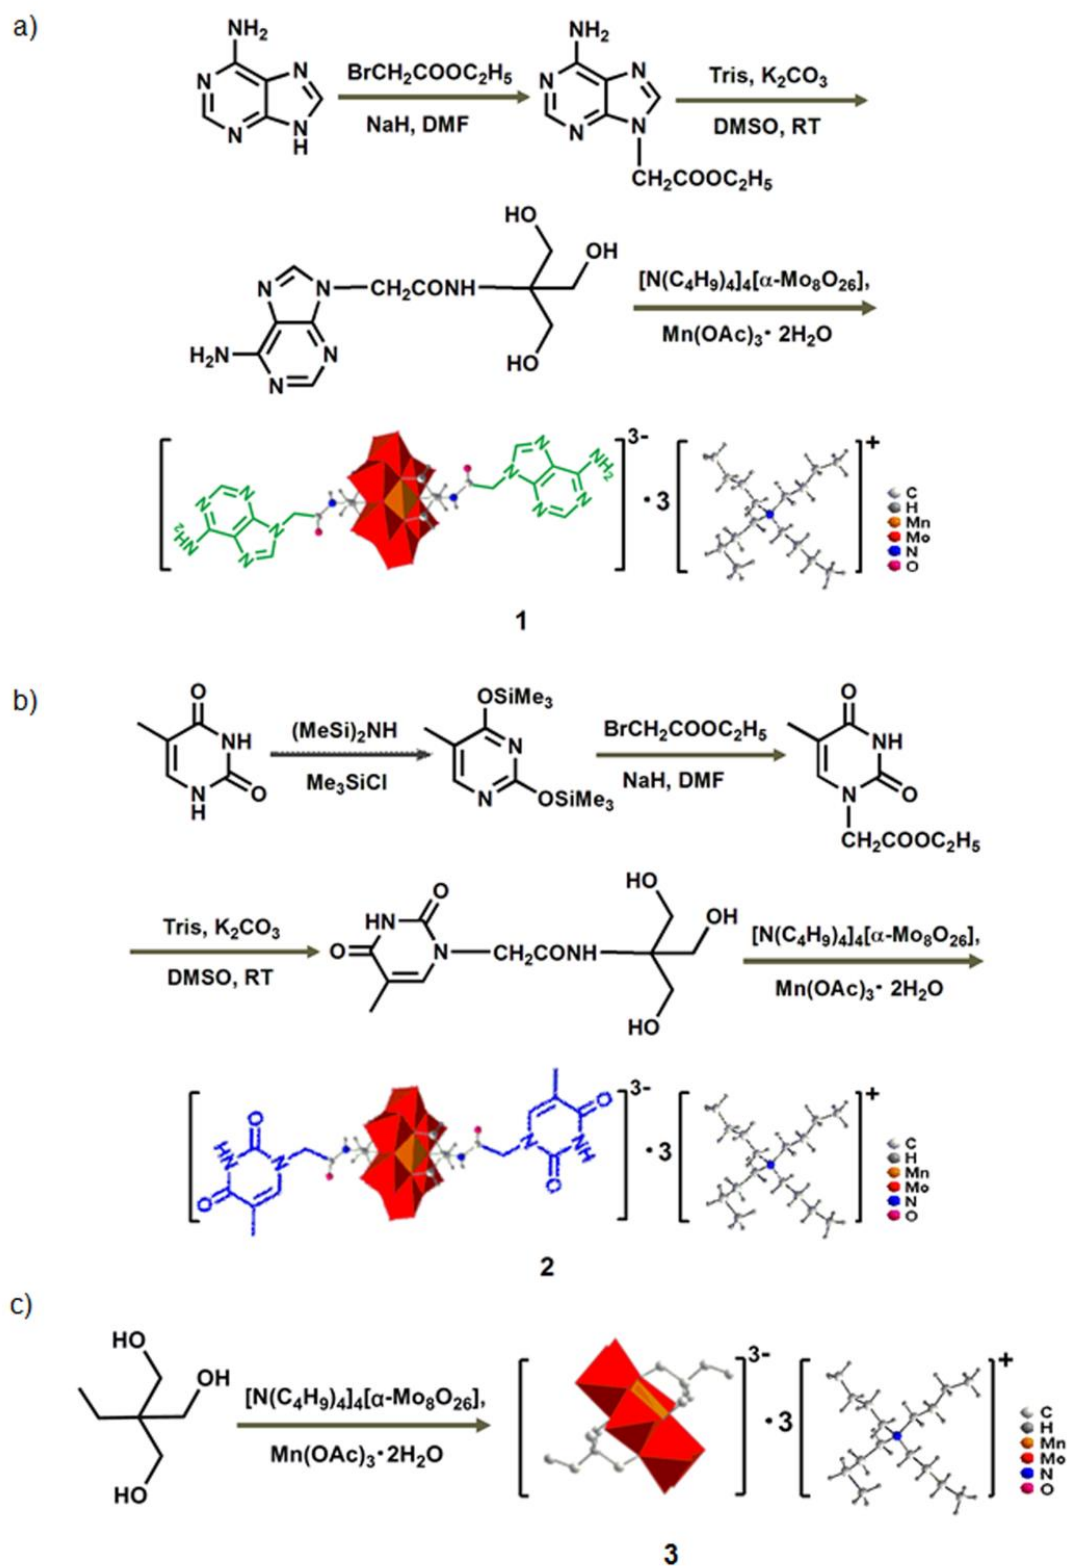 a)
NH2
N
N
N
N
H
BrCH2COOC2H5
NaH, DMF
NH2
N
N
N
N
CH2COOC2H5
Tris, K2CO3
DMSO, RT
HO
OH
N
N
CH2CONH
H2N
N
N
HO
[N(C4H9)4]4[α-Mo8O26],
Mn(OAc)3· 2H2O
3-
+
N
N
NH2
N
N
N
N
N
N
N
NH2
N
·3
C
H
Mn
Mo
N
O
1
b)
O
NH
N
H
O
(MeSi)2NH
Me3SiCl
OSiMe3
N
N
OSiMe3
BrCH2COOC2H5
NaH, DMF
O
NH
N
O
CH2COOC2H5
Tris, K2CO3
DMSO, RT
O
HN
O
N
CH2CONH
HO
OH
HO
[N(C4H9)4]4[α-Mo8O26],
Mn(OAc)3· 2H2O
3-
+
O
HN
N
O
O
N
NH
O
·3
C
H
Mn
Mo
N
O
2
c)
HO
OH
HO
[N(C4H9)4]4[α-Mo8O26],
Mn(OAc)3·2H2O
3-
+
·3
C
H
Mn
Mo
N
O
3